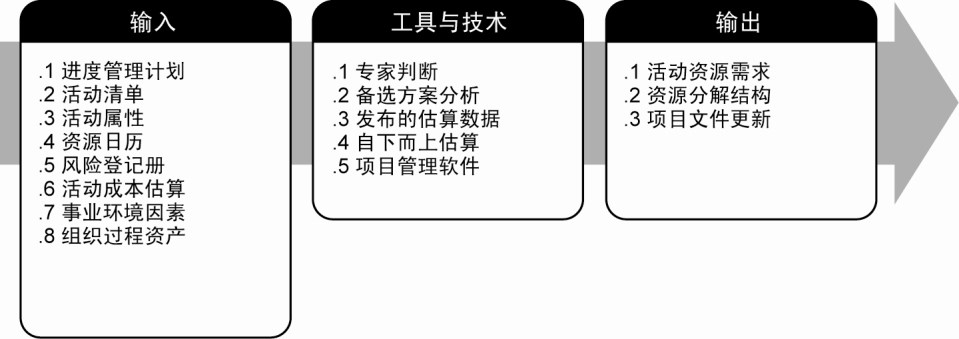 输入
.1 进度管理计划
.2 活动清单
.3 活动属性
.4 资源日历
.5 风险登记册
.6 活动成本估算
.7 事业环境因素
.8 组织过程资产
工具与技术
.1 专家判断
.2 备选方案分析
.3 发布的估算数据
.4 自下而上估算
.5 项目管理软件
输出
.1 活动资源需求
.2 资源分解结构
.3 项目文件更新